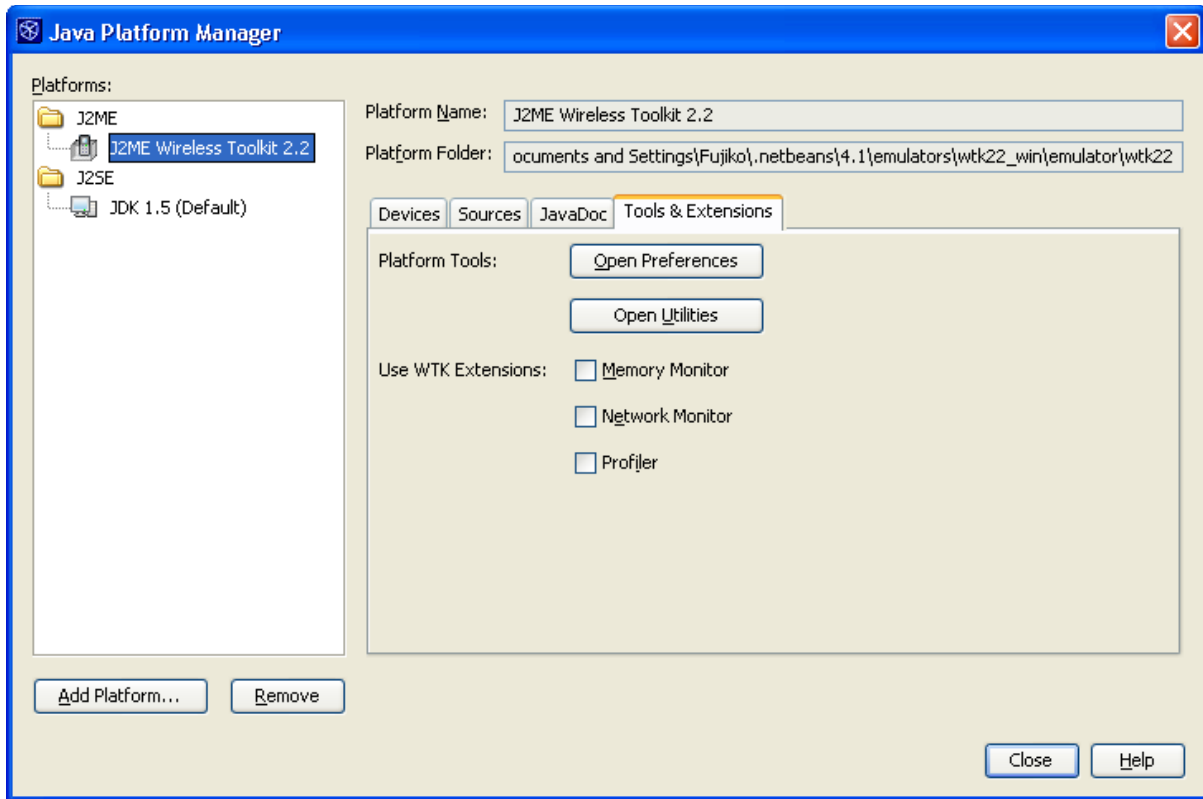 Java Platform Manager
Platforms:
J2ME
J2ME Wireless Toolkit 2.2
J2SE
JDK 1.5 (Default)
Platform Name: J2ME Wireless Toolkit 2.2
Platform Folder: ocuments and Settings\Fujiko\.netbeans\4.1\emulators\wtk22_win\emulator\wtk22
Devices Sources JavaDoc Tools & Extensions
Platform Tools: Open Preferences
Open Utilities
Use WTK Extensions: Memory Monitor
Network Monitor
Profiler
Add Platform... Remove
Close Help